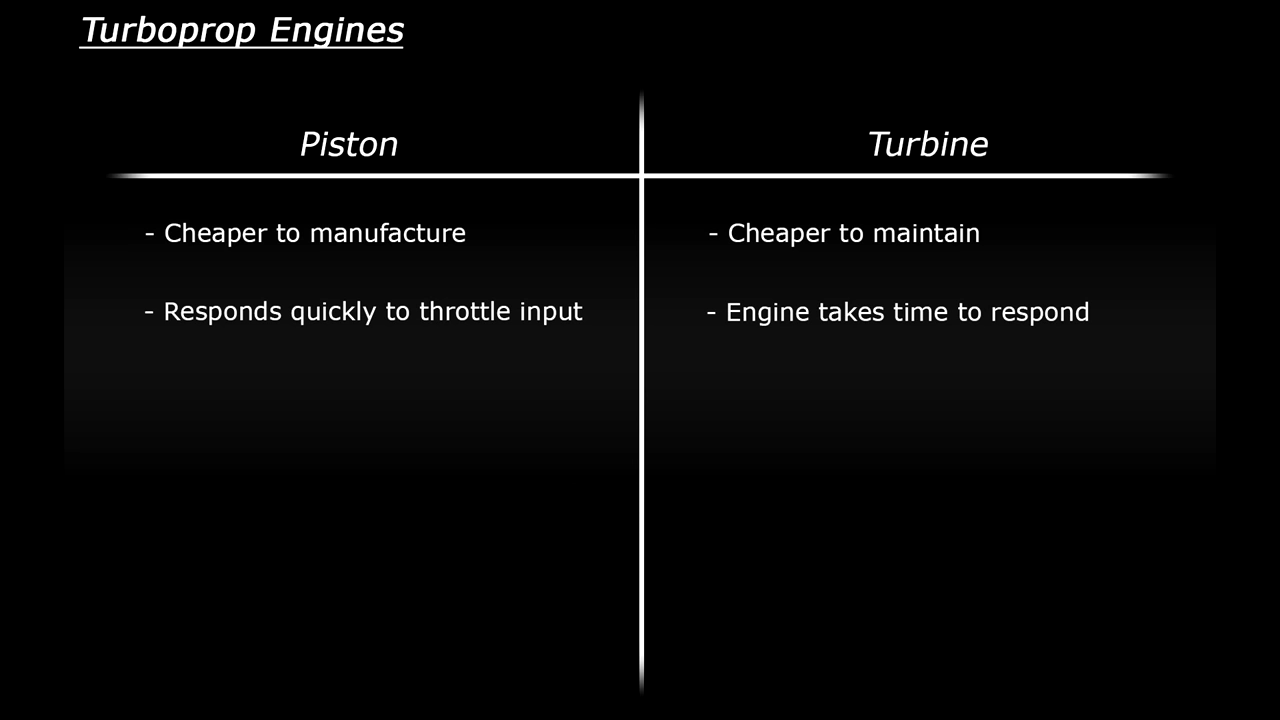 Turboprop Engines
Piston
Turbine
- Cheaper to manufacture
- Cheaper to maintain
- Responds quickly to throttle input
- Engine takes time to respond